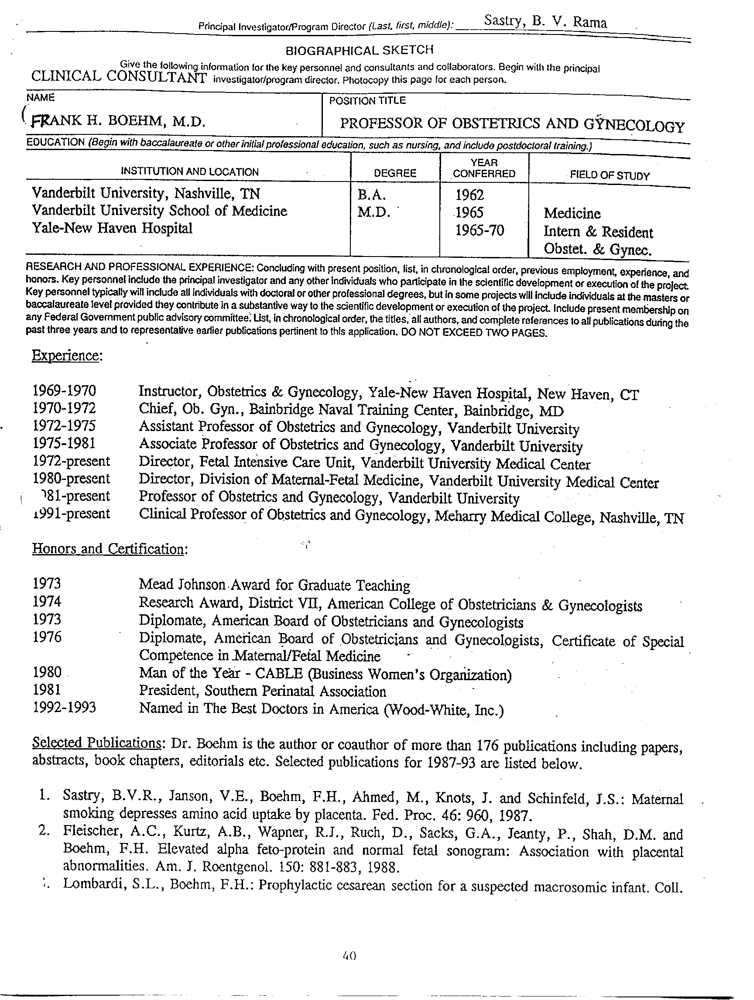 Principal Investigator/Program Director (Last, first, middle): Sastry, B. V. Rama
BIOGRAPHICAL SKETCH
Give the following information for the key personnel and consultants and collaborators. Begin with the principal
CLINICAL CONSULTANT investigator/program director. Photocopy this page for each person.
NAME
POSITION TITLE
FRANK H. BOEHM, M.D.
PROFESSOR OF OBSTETRICS AND GYNECOLOGY
EDUCATION (Begin with baccalaureate or other initial professional education, such as nursing, and include postdoctoral training.)
INSTITUTION AND LOCATION DEGREE YEAR CONFERRED FIELD OF STUDY
Vanderbilt University, Nashville, TN B.A. 1962
Vanderbilt University School of Medicine M.D. 1965 Medicine
Yale-New Haven Hospital 1965-70 Intern & Resident
Obstet. & Gynec.
RESEARCH AND PROFESSIONAL EXPERIENCE: Concluding with present position, list, in chronological order, previous employment, experience, and
honors. Key personnel include the principal investigator and any other individuals who participate in the scientific development or execution of the project.
Key personnel typically will include all individuals with doctoral or other professional degrees, but in some projects will include individuals at the masters or
baccalaureate level provided they contribute in a substantive way to the scientific development or execution of the project. Include present membership on
any Federal Government public advisory committee. List, in chronological order, the titles, all authors, and complete references to all publications during the
past three years and to representative earlier publications pertinent to this application. DO NOT EXCEED TWO PAGES.
Experience:
1969-1970 Instructor, Obstetrics & Gynecology, Yale-New Haven Hospital, New Haven, CT
1970-1972 Chief, Ob. Gyn., Bainbridge Naval Training Center, Bainbridge, MD
1972-1975 Assistant Professor of Obstetrics and Gynecology, Vanderbilt University
1975-1981 Associate Professor of Obstetrics and Gynecology, Vanderbilt University
1972-present Director, Fetal Intensive Care Unit, Vanderbilt University Medical Center
1980-present Director, Division of Maternal-Fetal Medicine, Vanderbilt University Medical Center
981-present Professor of Obstetrics and Gynecology, Vanderbilt University
1991-present Clinical Professor of Obstetrics and Gynecology, Meharry Medical College, Nashville, TN
Honors and Certification:
1973 Mead Johnson Award for Graduate Teaching
1974 Research Award, District VII, American College of Obstetricians & Gynecologists
1973 Diplomate, American Board of Obstetricians and Gynecologists
1976 Diplomate, American Board of Obstetricians and Gynecologists, Certificate of Special
Competence in Maternal/Fetal Medicine
1980 Man of the Year - CABLE (Business Women's Organization)
1981 President, Southern Perinatal Association
1992-1993 Named in The Best Doctors in America (Wood-White, Inc.)
Selected Publications: Dr. Boehm is the author or coauthor of more than 176 publications including papers,
abstracts, book chapters, editorials etc. Selected publications for 1987-93 are listed below.
1. Sastry, B.V.R., Janson, V.E., Boehm, F.H., Ahmed, M., Knots, J. and Schinfeld, J.S.: Maternal
smoking depresses amino acid uptake by placenta. Fed. Proc. 46: 960, 1987.
2. Fleischer, A.C., Kurtz, A.B., Wapner, R.J., Ruch, D., Sacks, G.A., Jeanty, P., Shah, D.M. and
Boehm, F.H. Elevated alpha feto-protein and normal fetal sonogram: Association with placental
abnormalities. Am. J. Roentgenol. 150: 881-883, 1988.
Lombardi, S.L., Boehm, F.H.: Prophylactic cesarean section for a suspected macrosomic infant. Coll.
40